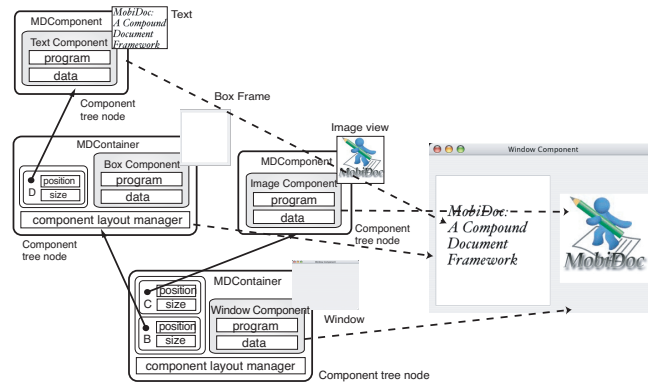 MDComponent
Text Component
program
data
MobiDoc:
A Compound
Document
Framework
Text
Component
tree node
Box Frame
MDContainer
Box Component
program
data
position
D
size
component layout manager
Component
tree node
Image view
MobiDoc
MDComponent
Image Component
program
data
Component
tree node
MDContainer
Window Component
program
data
position
C
size
position
B
size
component layout manager
Window
Component tree node
Window Component
MobiDoc:
A Compound
Document
Framework
MobiDoc